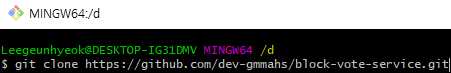 MINGW64:/d
Leegeunhyeok@DESKTOP-IG31DMV MINGW64 /d
$ git clone https://github.com/dev-gmmahs/block-vote-service.git